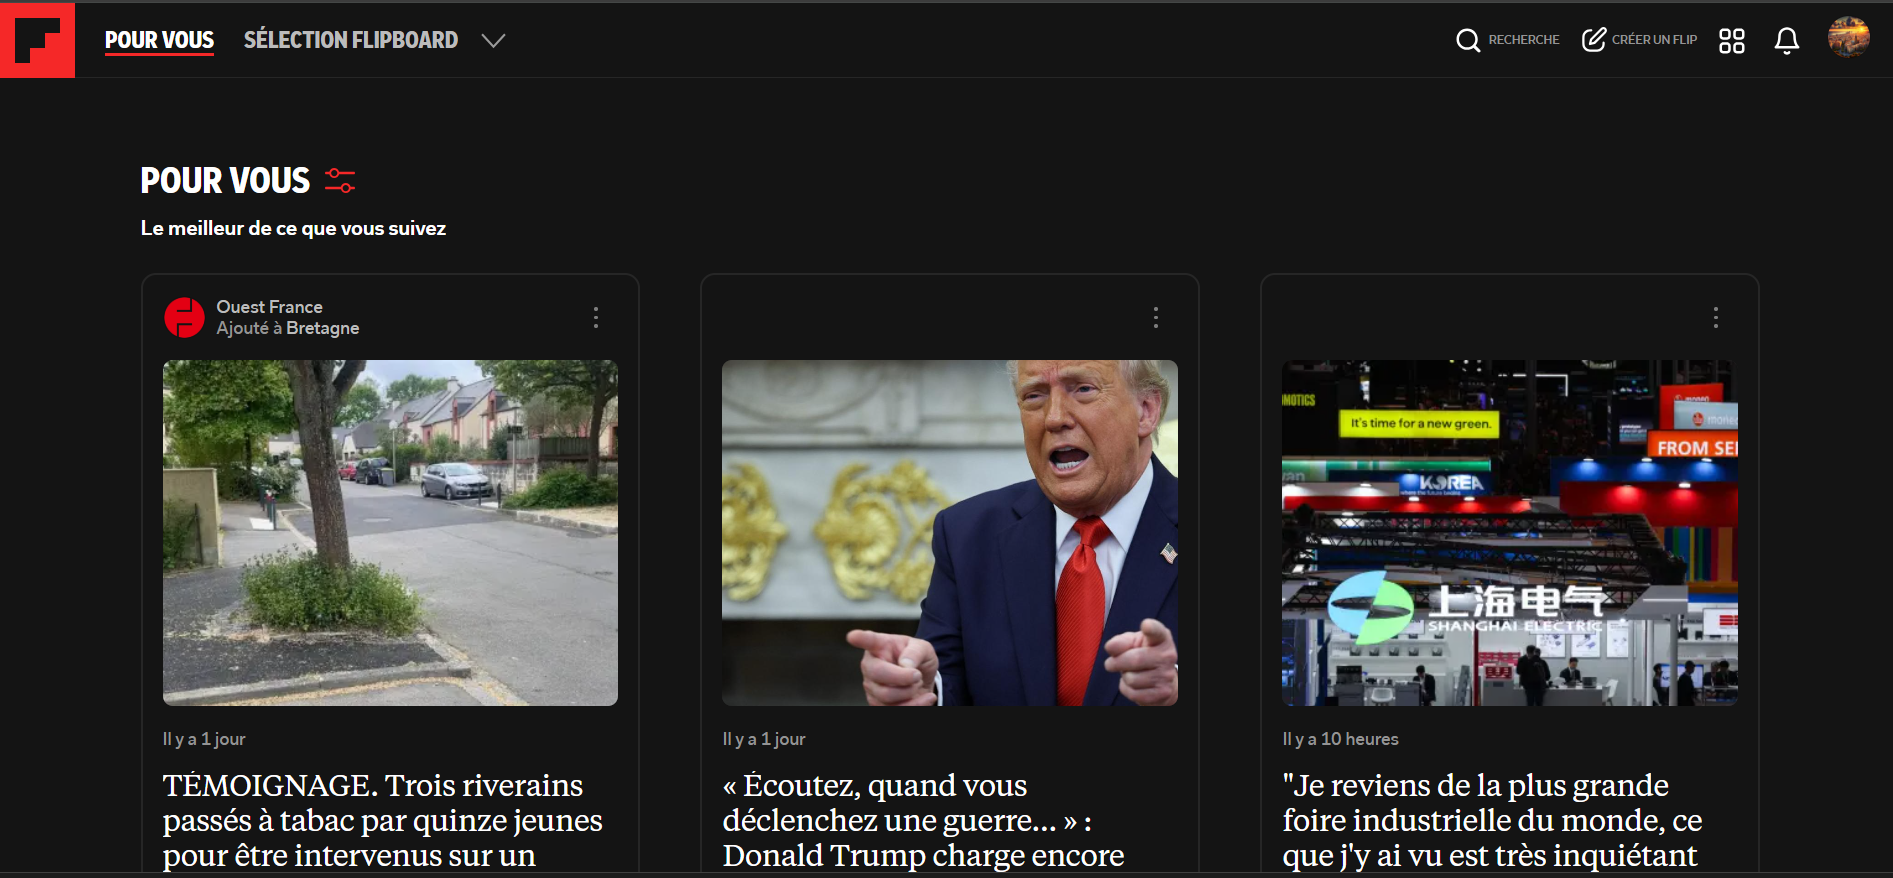 POUR VOUS
SÉLECTION FLIPBOARD
RECHERCHE
CRÉER UN FLIP
POUR VOUS
Le meilleur de ce que vous suivez
Ouest France
Ajouté à Bretagne
Il y a 1 jour
TÉMOIGNAGE. Trois riverains
passés à tabac par quinze jeunes
pour être intervenus sur un
Il y a 1 jour
« Écoutez, quand vous
déclenchez une guerre… » :
Donald Trump charge encore
MOTICS
It's time for a new green.
FROM SE
KOREA
上海电气
SHANGHAI ELECTRIC
Il y a 10 heures
"Je reviens de la plus grande
foire industrielle du monde, ce
que j'y ai vu est très inquiétant